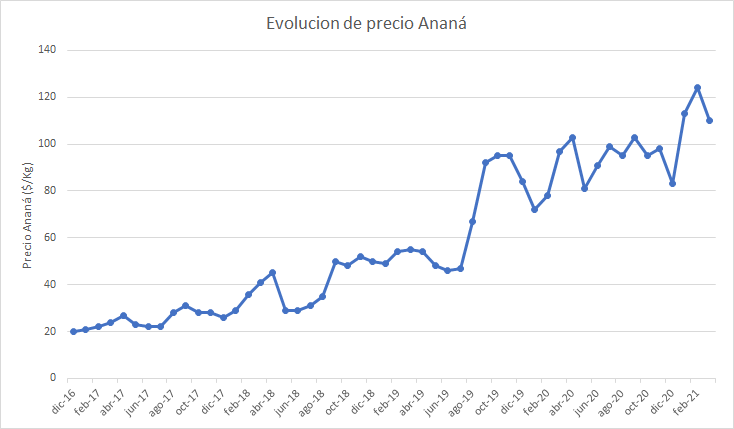 Evolucion de precio Ananá
140
120
100
80
60
40
20
0
Precio Ananá ($/Kg)
dic-16
feb-17
abr-17
jun-17
ago-17
oct-17
dic-17
feb-18
abr-18
jun-18
ago-18
oct-18
dic-18
feb-19
abr-19
jun-19
ago-19
oct-19
dic-19
feb-20
abr-20
jun-20
ago-20
oct-20
dic-20
feb-21